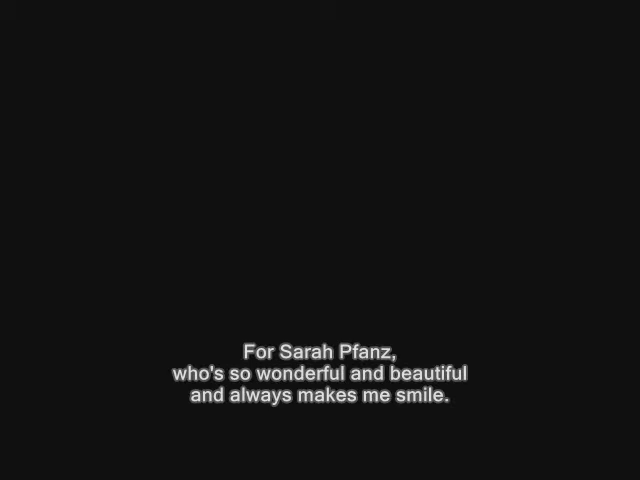 For Sarah Pfanz,
who's so wonderful and beautiful
and always makes me smile.